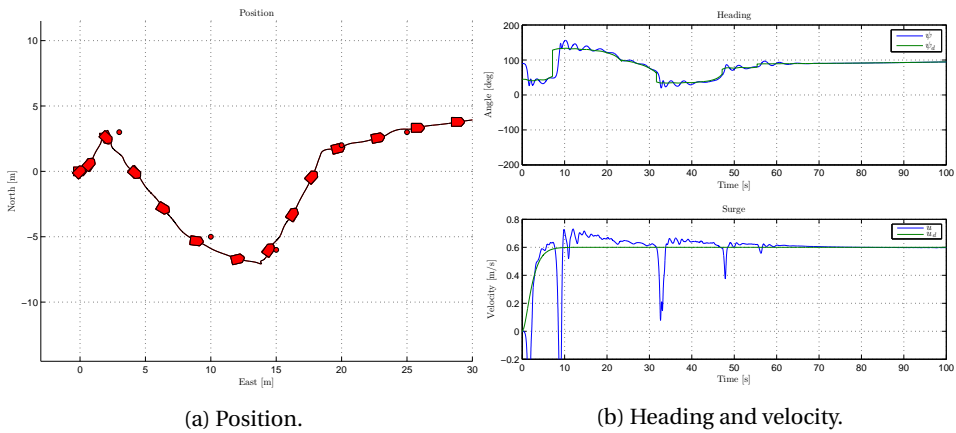 Position
10
5
0
−5
−10
North [m]
0 5 10 15 20 25 30
East [m]
(a) Position.
Heading
200
100
0
−100
−200
Angle [deg]
ψ
ψ_d
0 10 20 30 40 50 60 70 80 90 100
Time [s]
Surge
0.8
0.6
0.4
0.2
0
−0.2
Velocity [m/s]
u
u_d
0 10 20 30 40 50 60 70 80 90 100
Time [s]
(b) Heading and velocity.